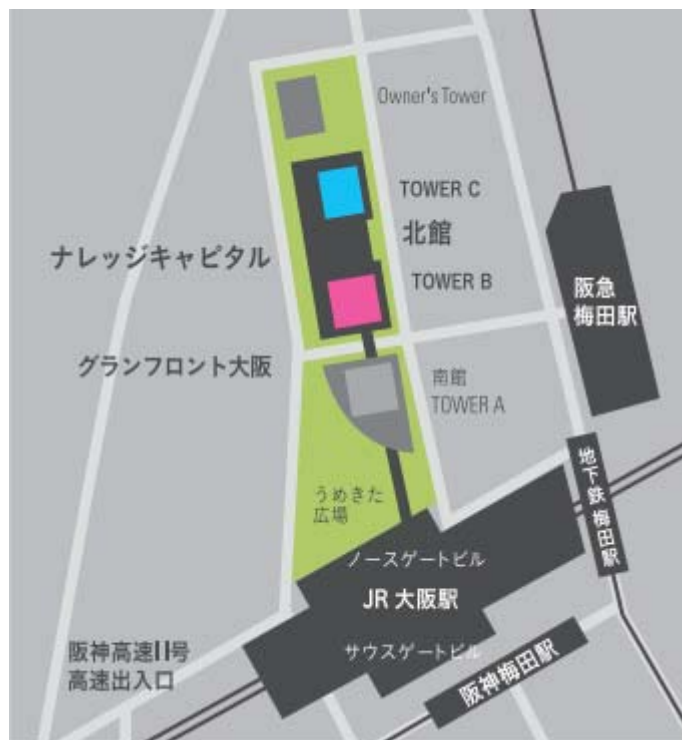 Owner's Tower
TOWER C
北館
ナレッジキャピタル
TOWER B
阪急
梅田駅
グランフロント大阪
南館
TOWER A
地下鉄 梅田駅
うめきた
広場
ノースゲートビル
JR 大阪駅
阪神高速11号
高速出入口
サウスゲートビル
阪神梅田駅